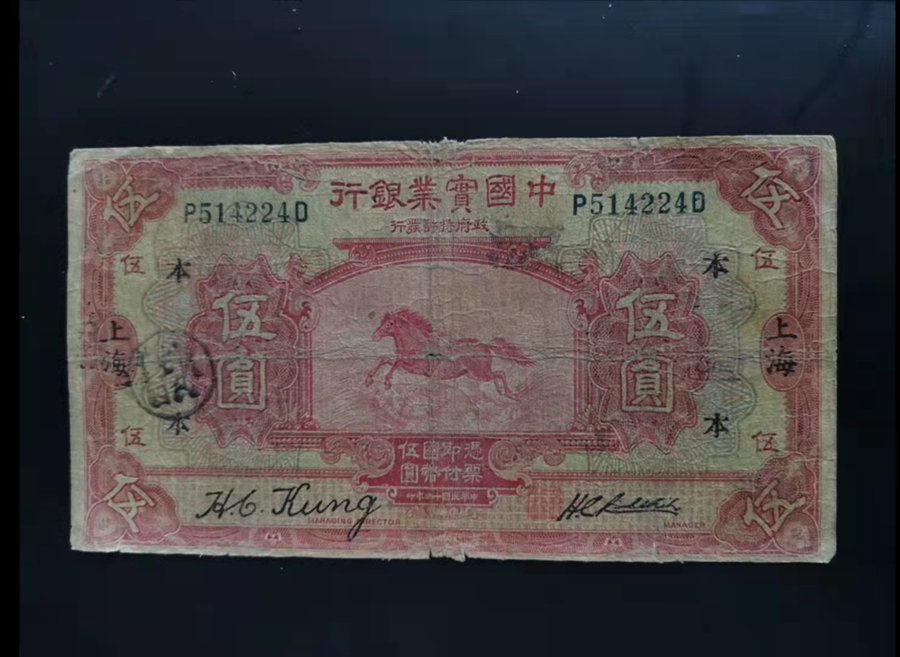 中國實業銀行
P514224D
P514224D
政府特許發行
伍
伍
伍
伍
本
本
伍圓
伍圓
上海
上海
本
本
伍
伍
憑票即付國幣伍圓
伍
伍
H. C. Kung
MANAGING DIRECTOR
MANAGER